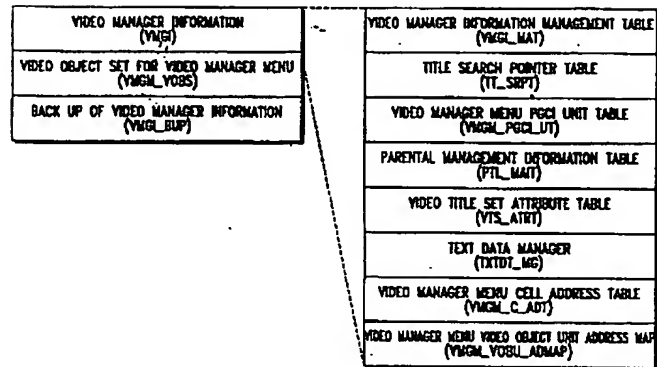 VIDEO MANAGER INFORMATION
(VMGI)
VIDEO OBJECT SET FOR VIDEO MANAGER MENU
(VMGM_VOBS)
BACK UP OF VIDEO MANAGER INFORMATION
(VMGI_BUP)
VIDEO MANAGER INFORMATION MANAGEMENT TABLE
(VMGI_MAT)
TITLE SEARCH POINTER TABLE
(TT_SRPT)
VIDEO MANAGER MENU PGCI UNIT TABLE
(VMGM_PGCI_UT)
PARENTAL MANAGEMENT INFORMATION TABLE
(PTL_MAIT)
VIDEO TITLE SET ATTRIBUTE TABLE
(VTS_ATRT)
TEXT DATA MANAGER
(TXTDT_MG)
VIDEO MANAGER MENU CELL ADDRESS TABLE
(VMGM_C_ADT)
VIDEO MANAGER MENU VIDEO OBJECT UNIT ADDRESS MAP
(VMGM_VOBU_ADMAP)